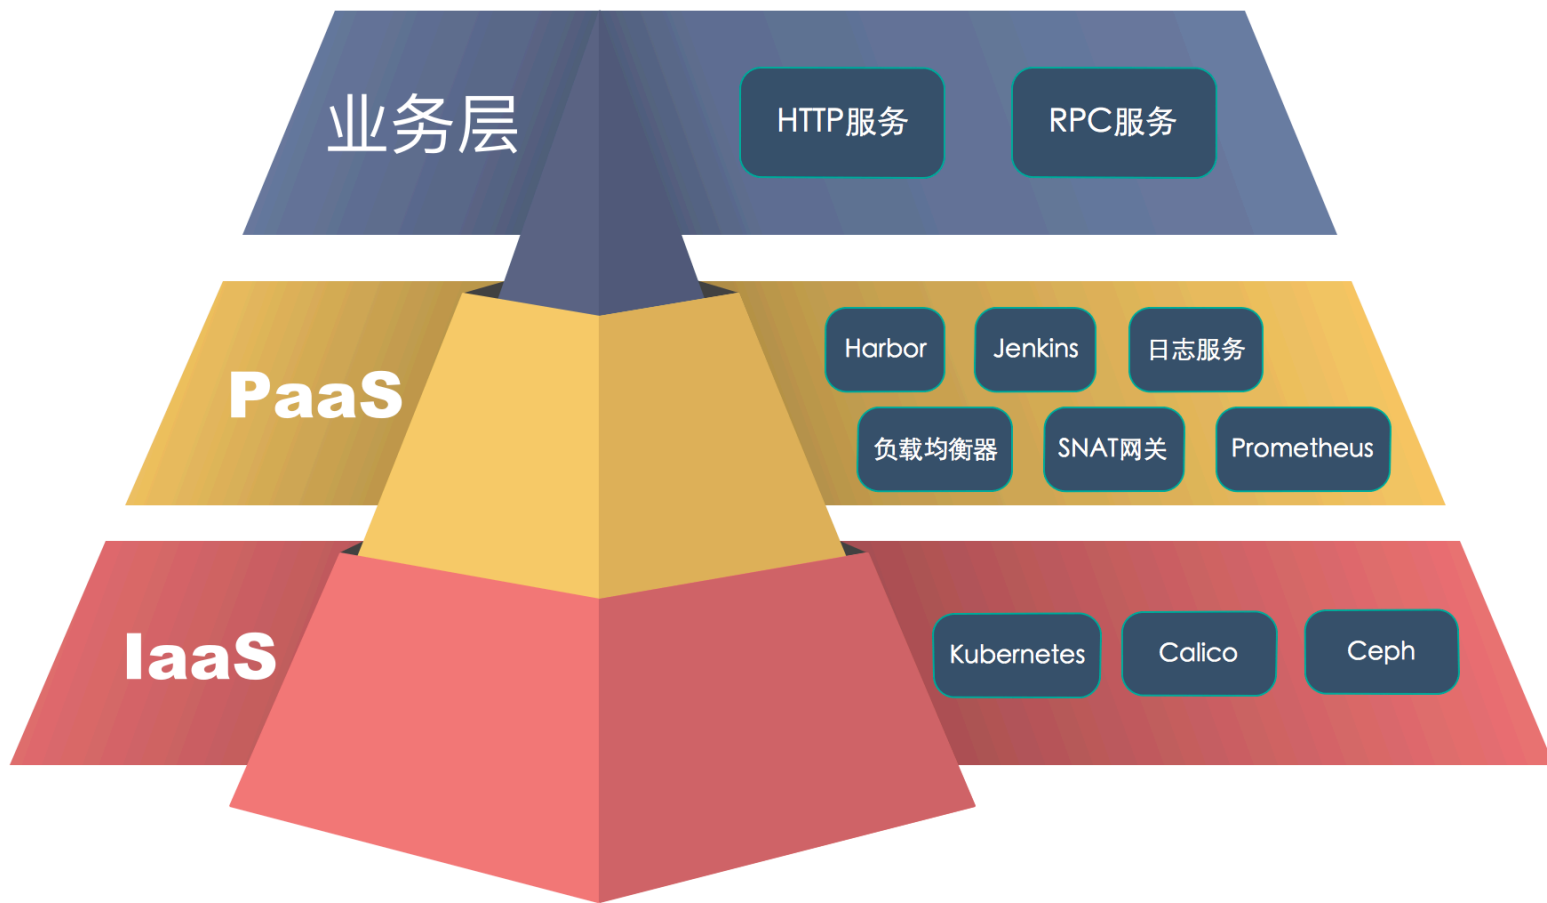 业务层
HTTP服务
RPC服务
PaaS
Harbor
Jenkins
日志服务
负载均衡器
SNAT网关
Prometheus
IaaS
Kubernetes
Calico
Ceph